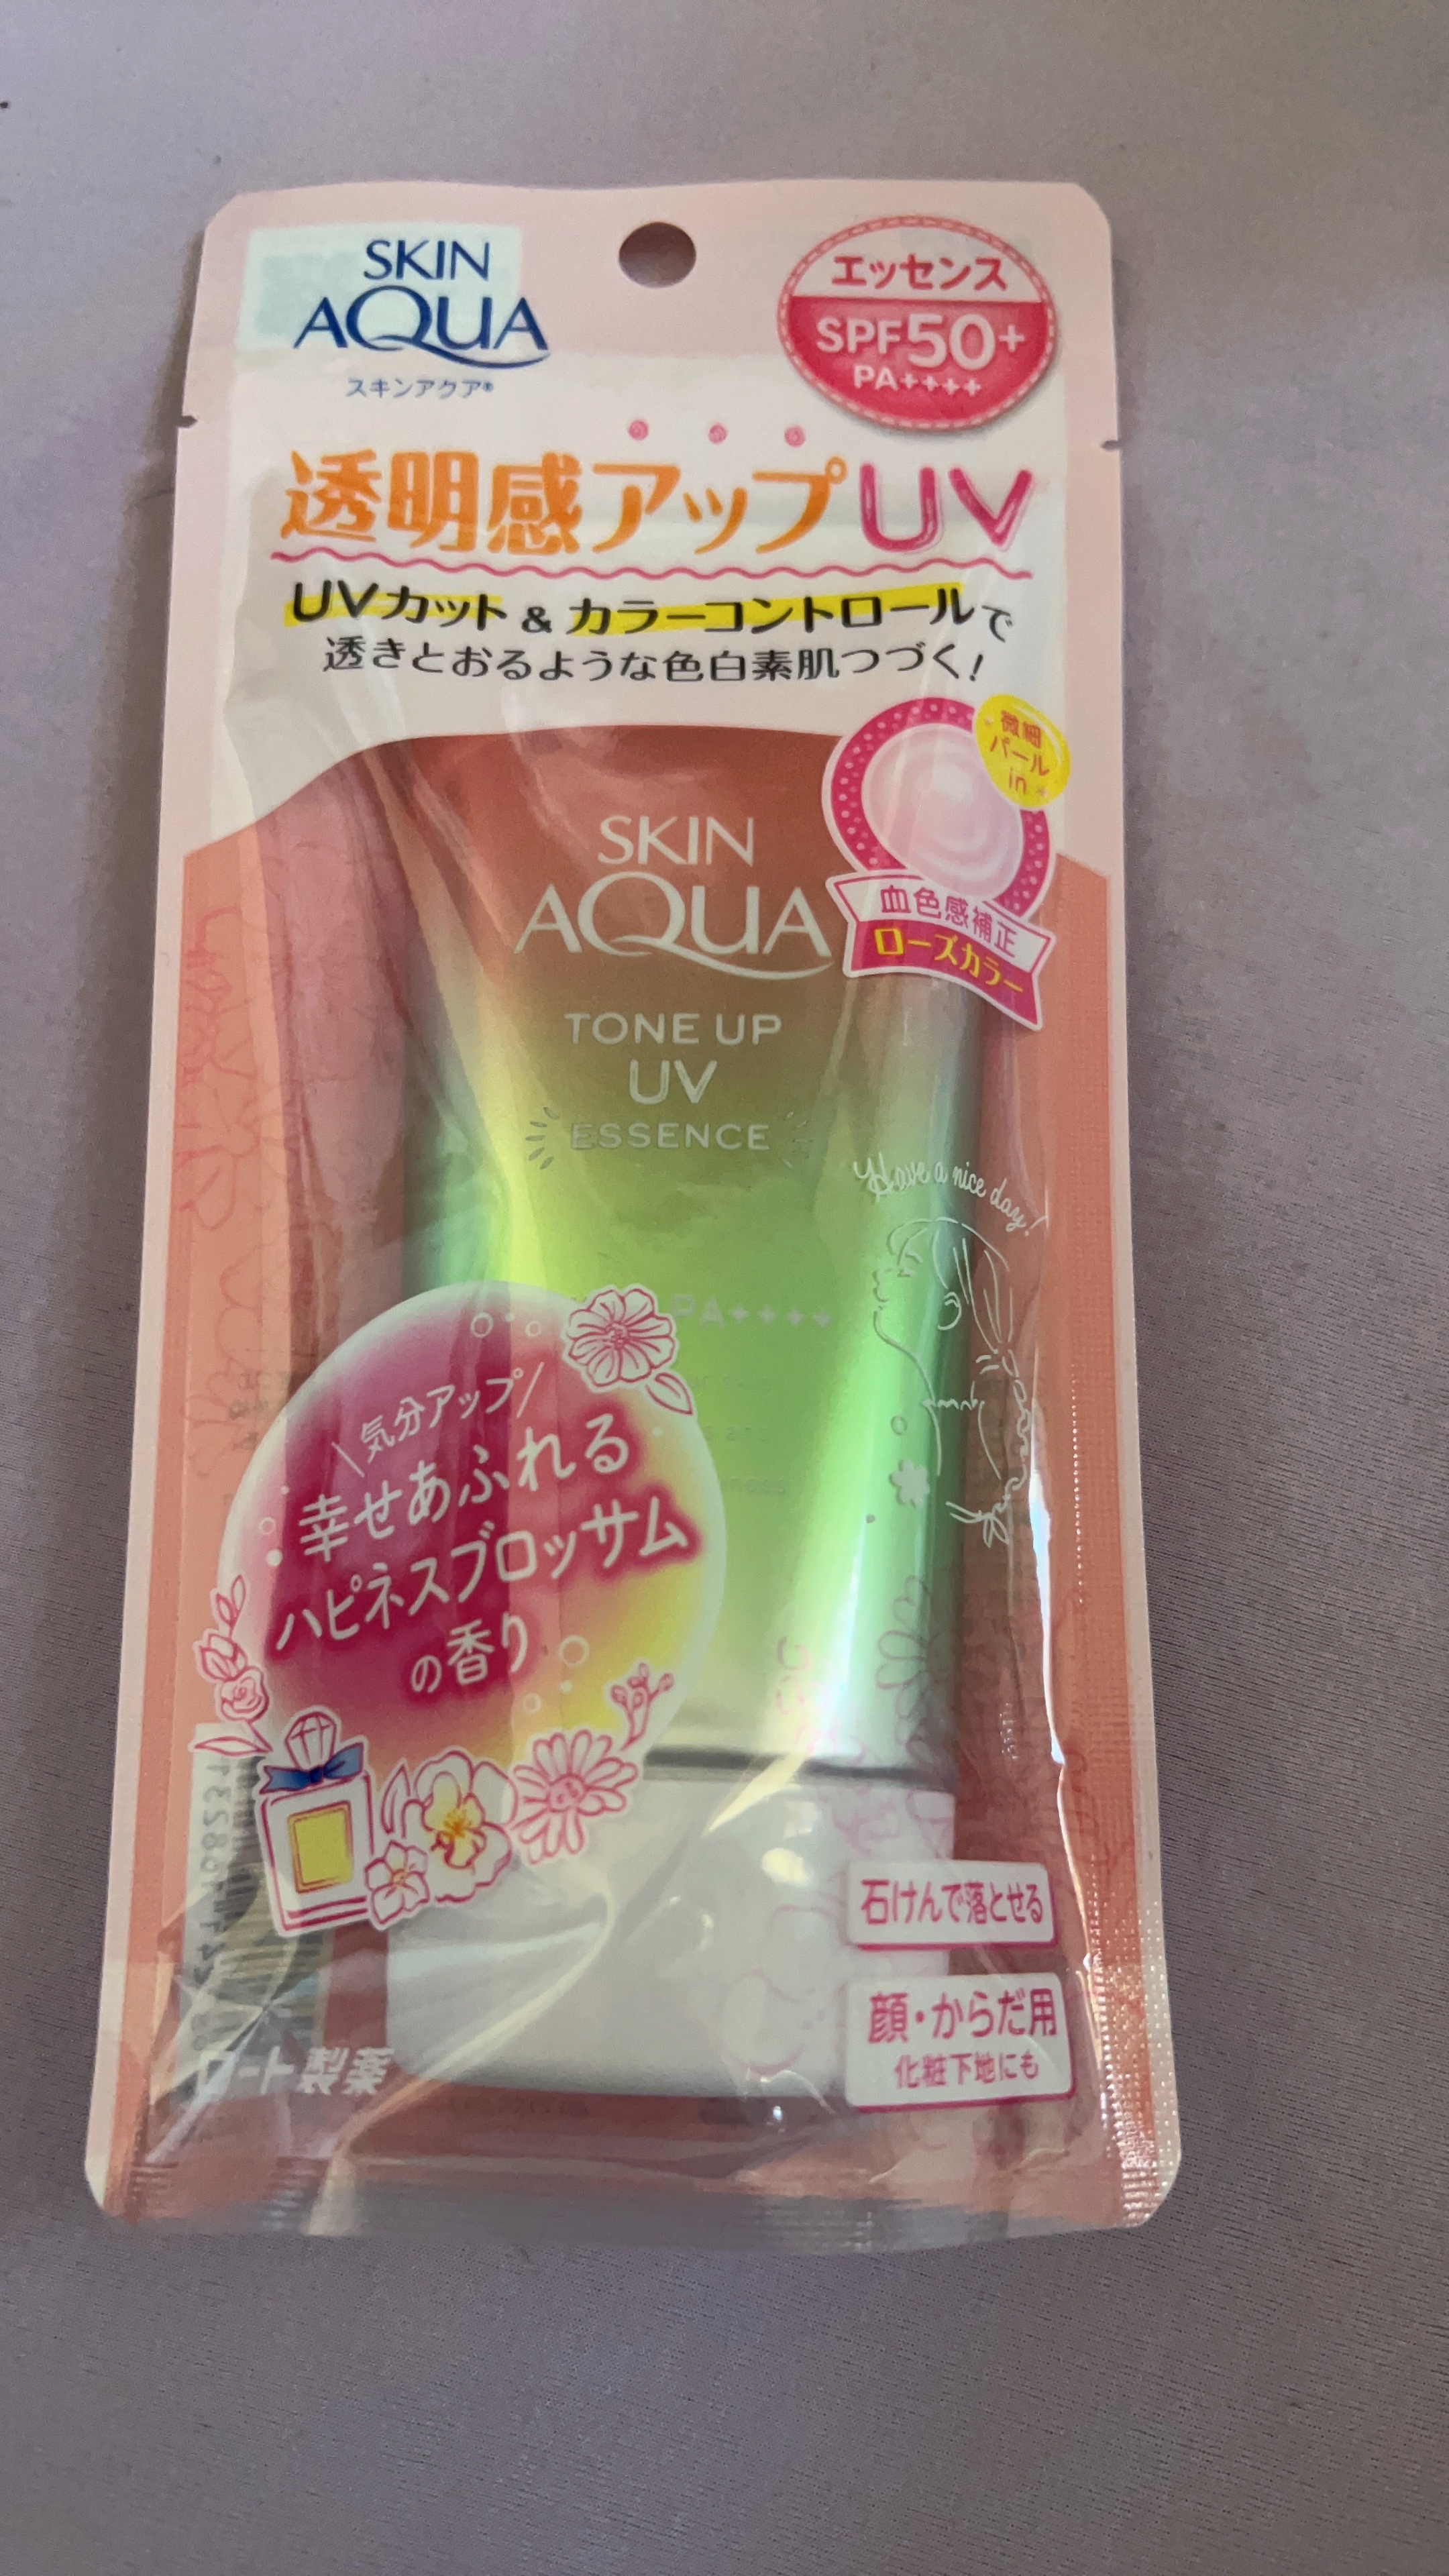 SKIN
AQUA
スキンアクア®
エッセンス
SPF50+
PA++++
透明感アップUV
UVカット&カラーコントロールで
透きとおるような色白素肌つづく!
微細
パール
in
血色感補正
ローズカラー
SKIN
AQUA
TONE UP
UV
ESSENCE
Have a nice day!
PA++++
気分アップ
幸せあふれる
ハピネスブロッサム
の香り
石けんで落とせる
顔・からだ用
化粧下地にも
ロート製薬